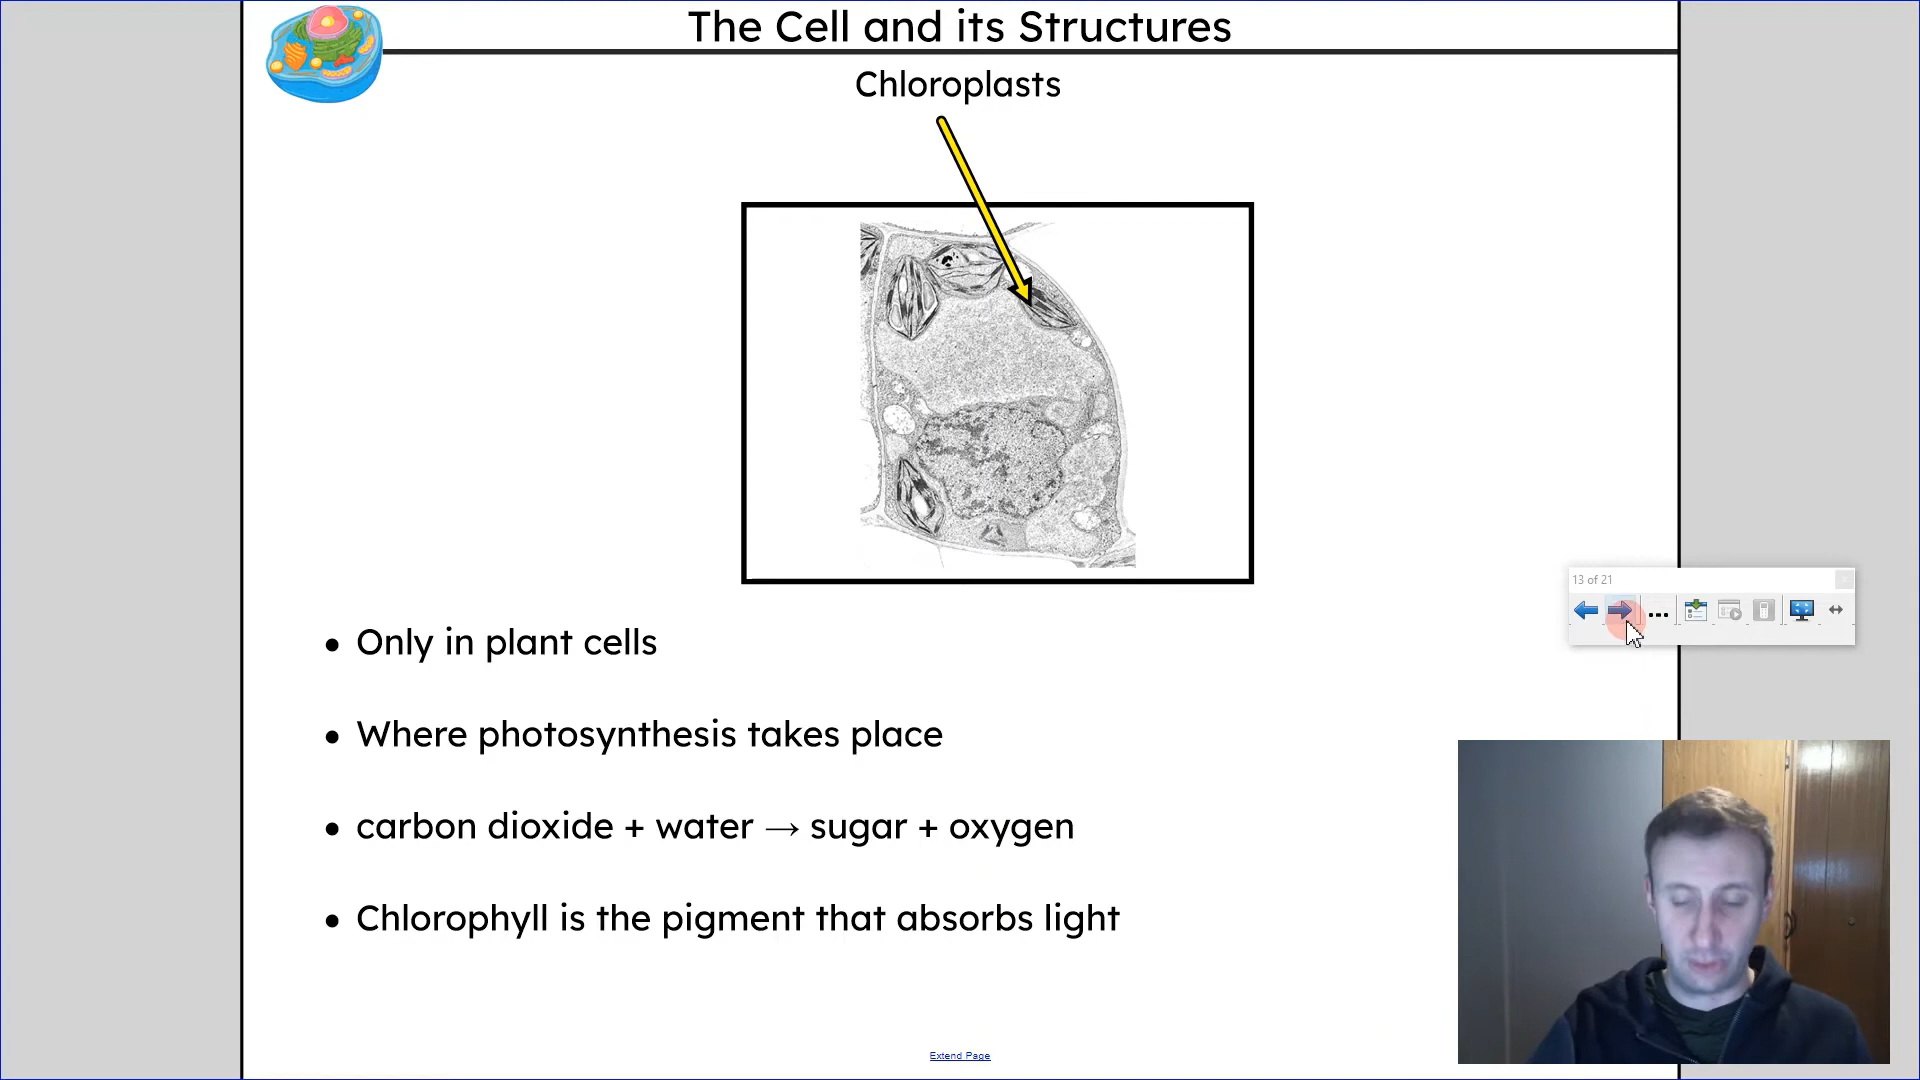 The Cell and its Structures
Chloroplasts
13 of 21
• Only in plant cells
• Where photosynthesis takes place
• carbon dioxide + water → sugar + oxygen
• Chlorophyll is the pigment that absorbs light
Extend Page